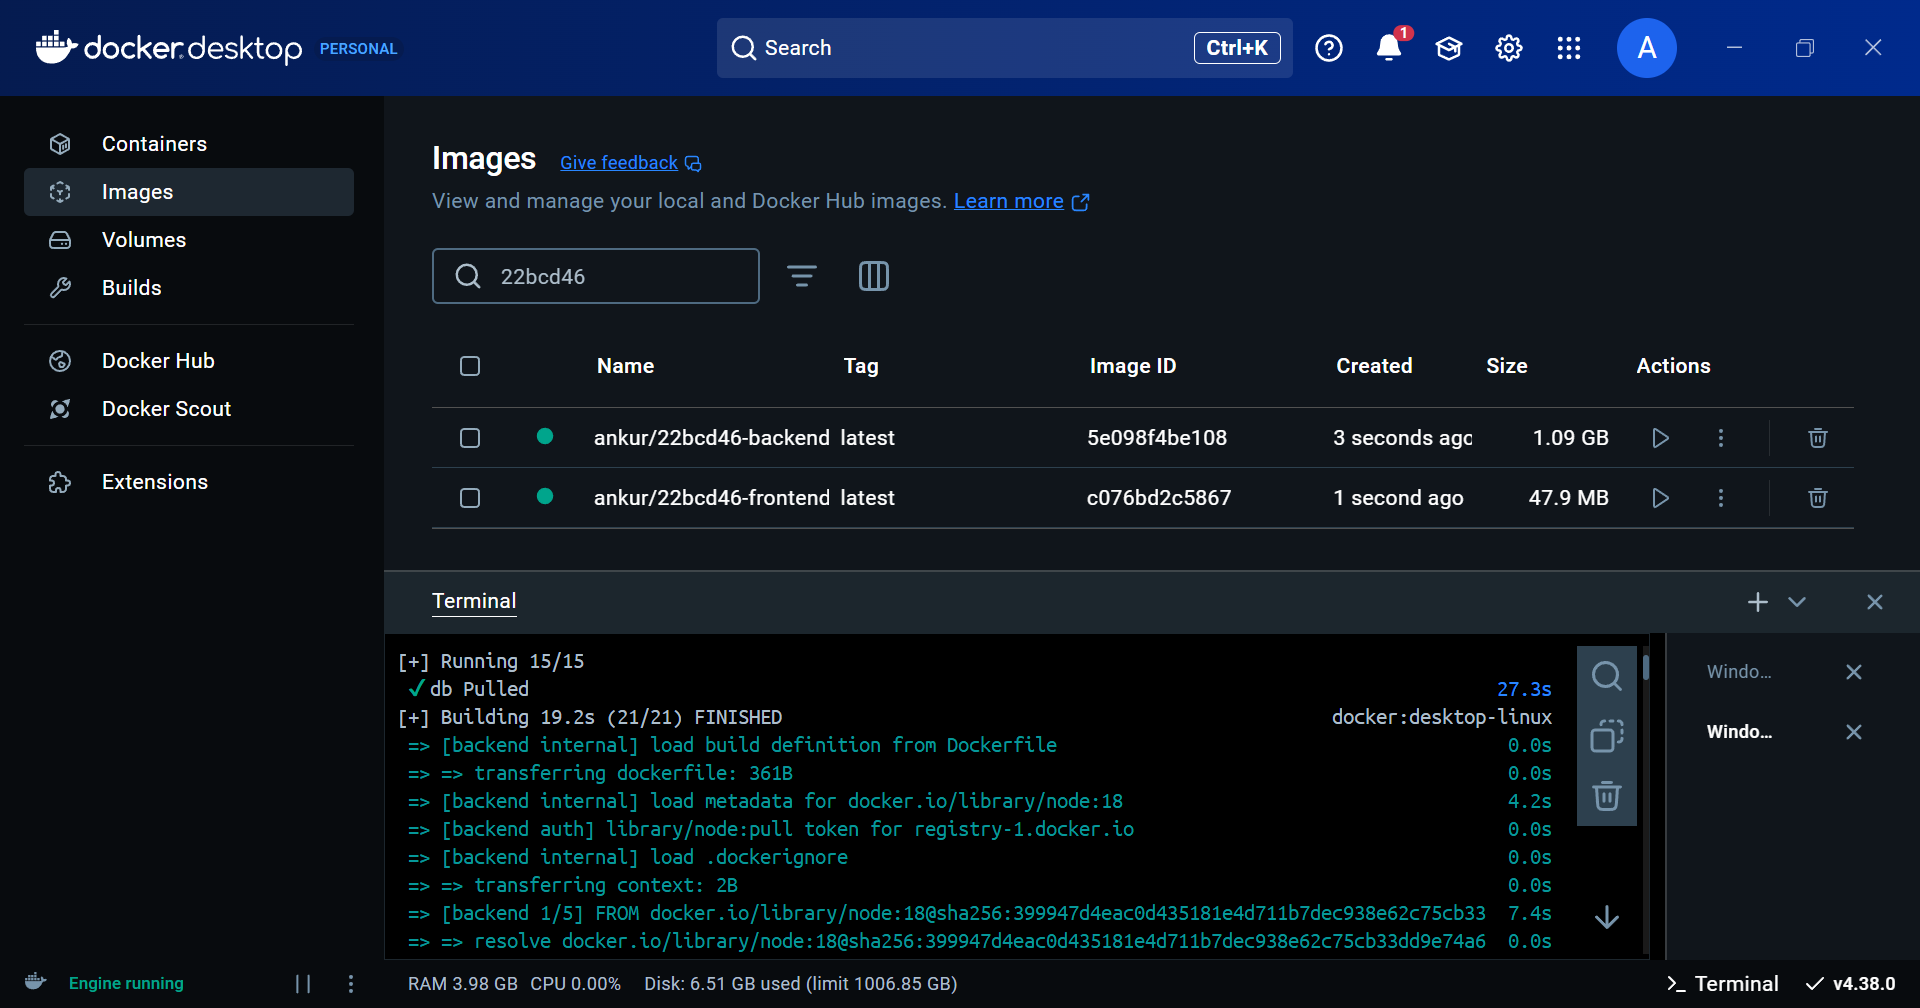 docker desktop PERSONAL
Search Ctrl+K
1
A
Containers
Images
Volumes
Builds
Docker Hub
Docker Scout
Extensions
Images Give feedback
View and manage your local and Docker Hub images. Learn more
22bcd46
Name Tag Image ID Created Size Actions
ankur/22bcd46-backend latest 5e098f4be108 3 seconds ago 1.09 GB
ankur/22bcd46-frontend latest c076bd2c5867 1 second ago 47.9 MB
Terminal
[+] Running 15/15
✓ db Pulled 27.3s
[+] Building 19.2s (21/21) FINISHED docker:desktop-linux
=> [backend internal] load build definition from Dockerfile 0.0s
=> => transferring dockerfile: 361B 0.0s
=> [backend internal] load metadata for docker.io/library/node:18 4.2s
=> [backend auth] library/node:pull token for registry-1.docker.io 0.0s
=> [backend internal] load .dockerignore 0.0s
=> => transferring context: 2B 0.0s
=> [backend 1/5] FROM docker.io/library/node:18@sha256:399947d4eac0d435181e4d711b7dec938e62c75cb33 7.4s
=> => resolve docker.io/library/node:18@sha256:399947d4eac0d435181e4d711b7dec938e62c75cb33dd9e74a6 0.0s
Windo...
Windo...
Engine running
RAM 3.98 GB CPU 0.00% Disk: 6.51 GB used (limit 1006.85 GB)
>_ Terminal ✓ v4.38.0